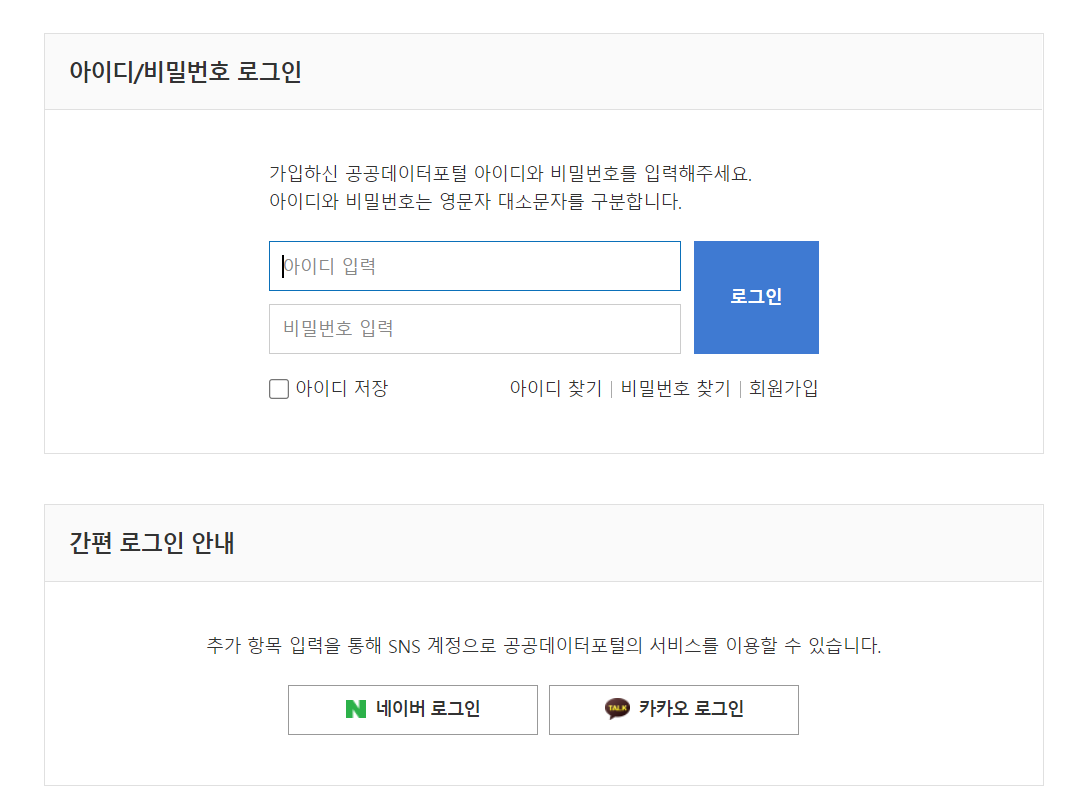 아이디/비밀번호 로그인
가입하신 공공데이터포털 아이디와 비밀번호를 입력해주세요.
아이디와 비밀번호는 영문자 대소문자를 구분합니다.
아이디 입력
로그인
비밀번호 입력
아이디 저장
아이디 찾기 | 비밀번호 찾기 | 회원가입
간편 로그인 안내
추가 항목 입력을 통해 SNS 계정으로 공공데이터포털의 서비스를 이용할 수 있습니다.
N 네이버 로그인
TALK 카카오 로그인